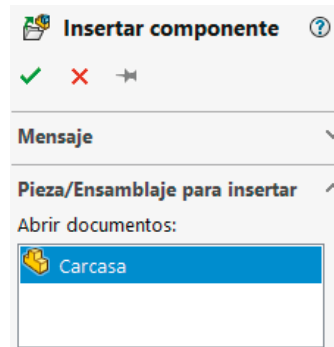 Insertar componente
Mensaje
Pieza/Ensamblaje para insertar
Abrir documentos:
Carcasa